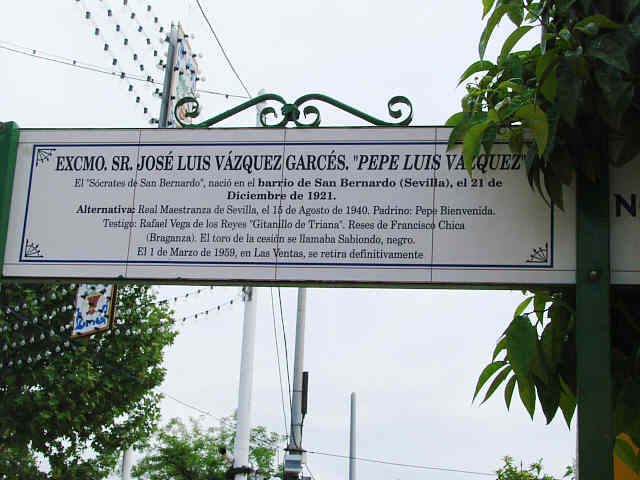 EXCMO. SR. JOSÉ LUIS VÁZQUEZ GARCÉS. "PEPE LUIS VÁZQUEZ"
El "Sócrates de San Bernardo", nació en el barrio de San Bernardo (Sevilla), el 21 de
Diciembre de 1921.
Alternativa: Real Maestranza de Sevilla, el 15 de Agosto de 1940. Padrino: Pepe Bienvenida.
Testigo: Rafael Vega de los Reyes "Gitanillo de Triana". Reses de Francisco Chica
(Braganza). El toro de la cesión se llamaba Sabiondo, negro.
El 1 de Marzo de 1959, en Las Ventas, se retira definitivamente
N